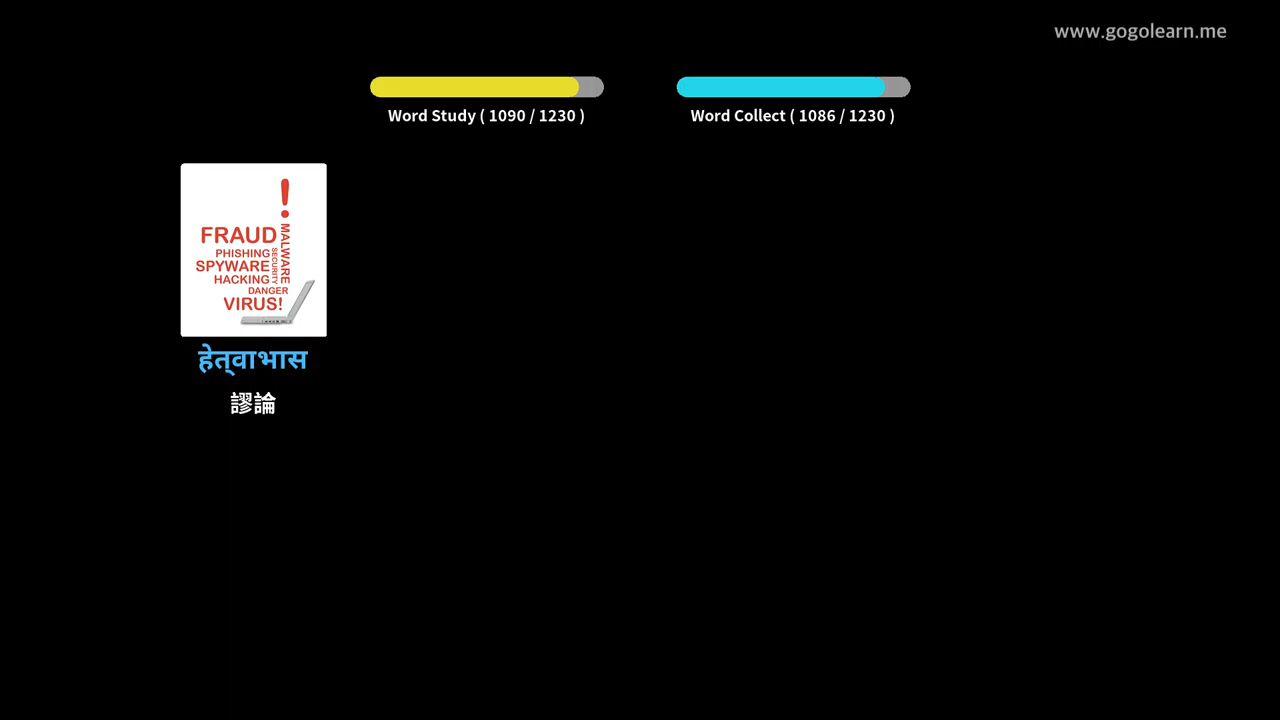 www.gogolearn.me
Word Study ( 1090 / 1230 )
Word Collect ( 1086 / 1230 )
!
FRAUD
MALWARE
PHISHING
SECURITY
SPYWARE
HACKING
DANGER
VIRUS!
हेत्वाभास
謬論